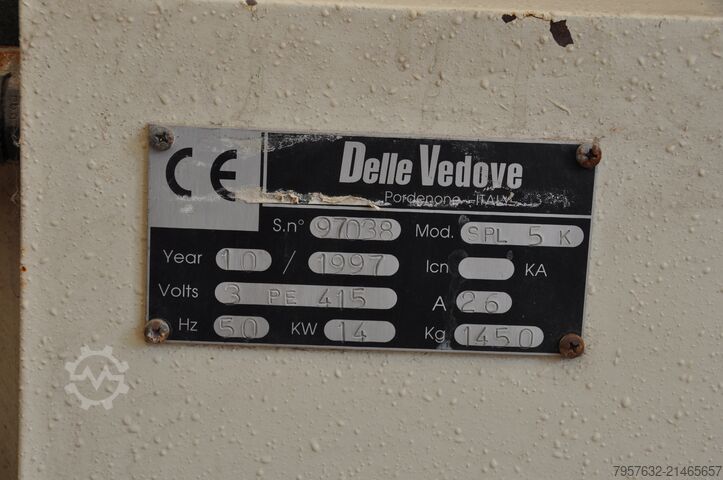 CE Delle Vedove
Pordenone - ITALY
S.n° 97038 Mod. SPL 5 K
Year 10 / 1997 Icn KA
Volts 3 PE 415 A 26
Hz 50 KW 14 Kg 1450
7957632-21465657